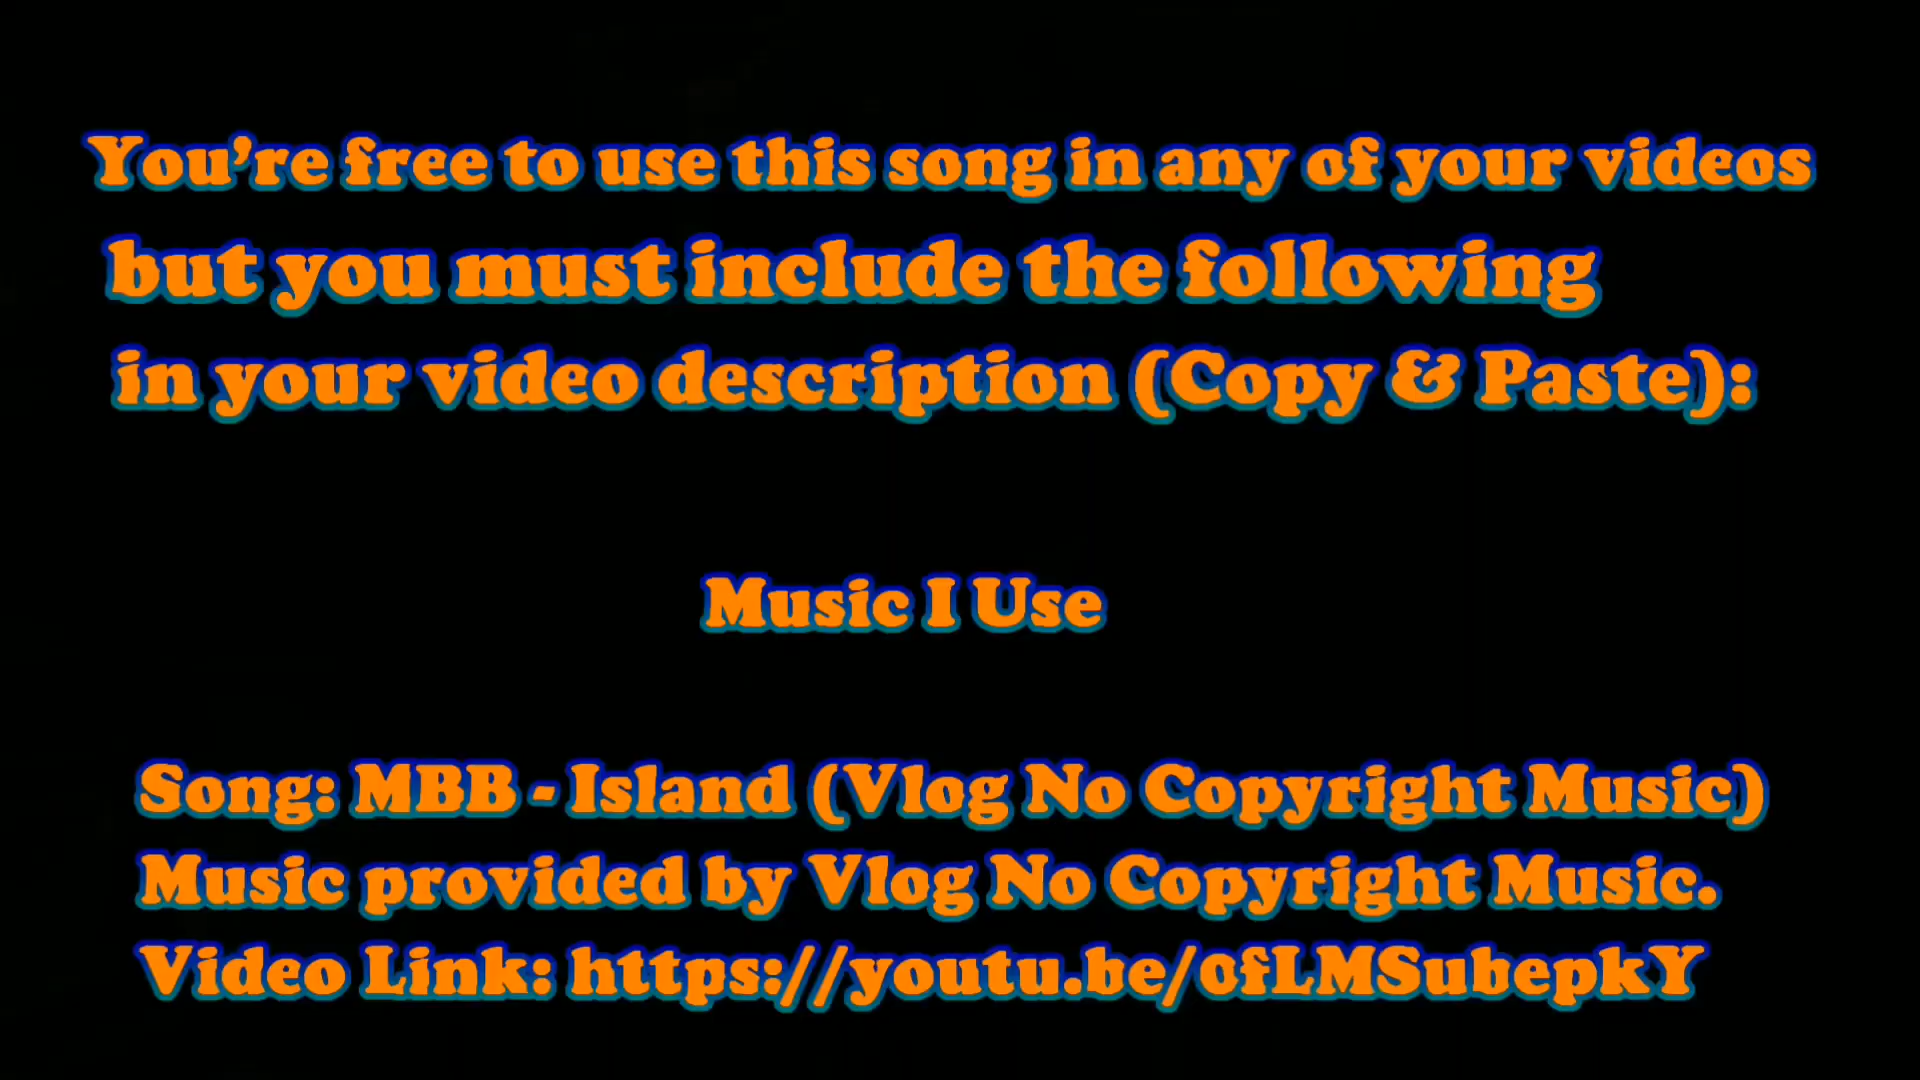 You're free to use this song in any of your videos
but you must include the following
in your video description (Copy & Paste):
Music I Use
Song: MBB - Island (Vlog No Copyright Music)
Music provided by Vlog No Copyright Music.
Video Link: https://youtu.be/0fLMSubepkY